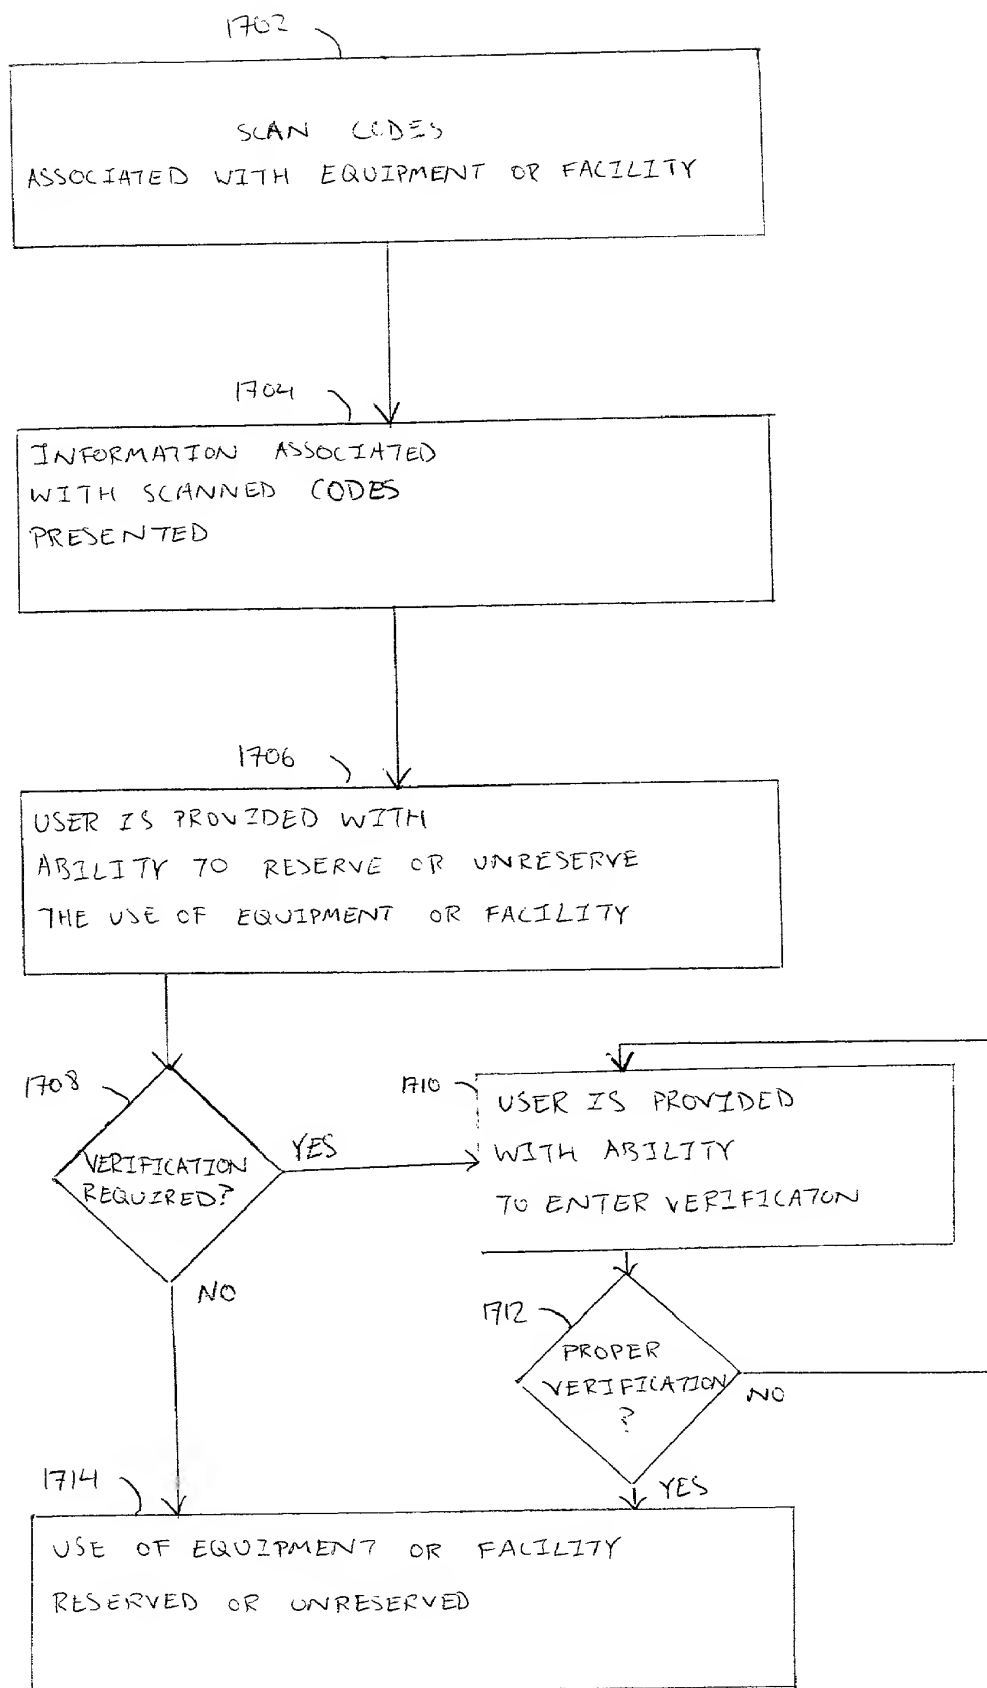 1702
SCAN CODES
ASSOCIATED WITH EQUIPMENT OR FACILITY
1704
INFORMATION ASSOCIATED
WITH SCANNED CODES
PRESENTED
1706
USER IS PROVIDED WITH
ABILITY TO RESERVE OR UNRESERVE
THE USE OF EQUIPMENT OR FACILITY
1708
VERIFICATION
REQUIRED?
YES
NO
1710
USER IS PROVIDED
WITH ABILITY
TO ENTER VERIFICATON
1712
PROPER
VERIFICATION
?
NO
YES
1714
USE OF EQUIPMENT OR FACILITY
RESERVED OR UNRESERVED